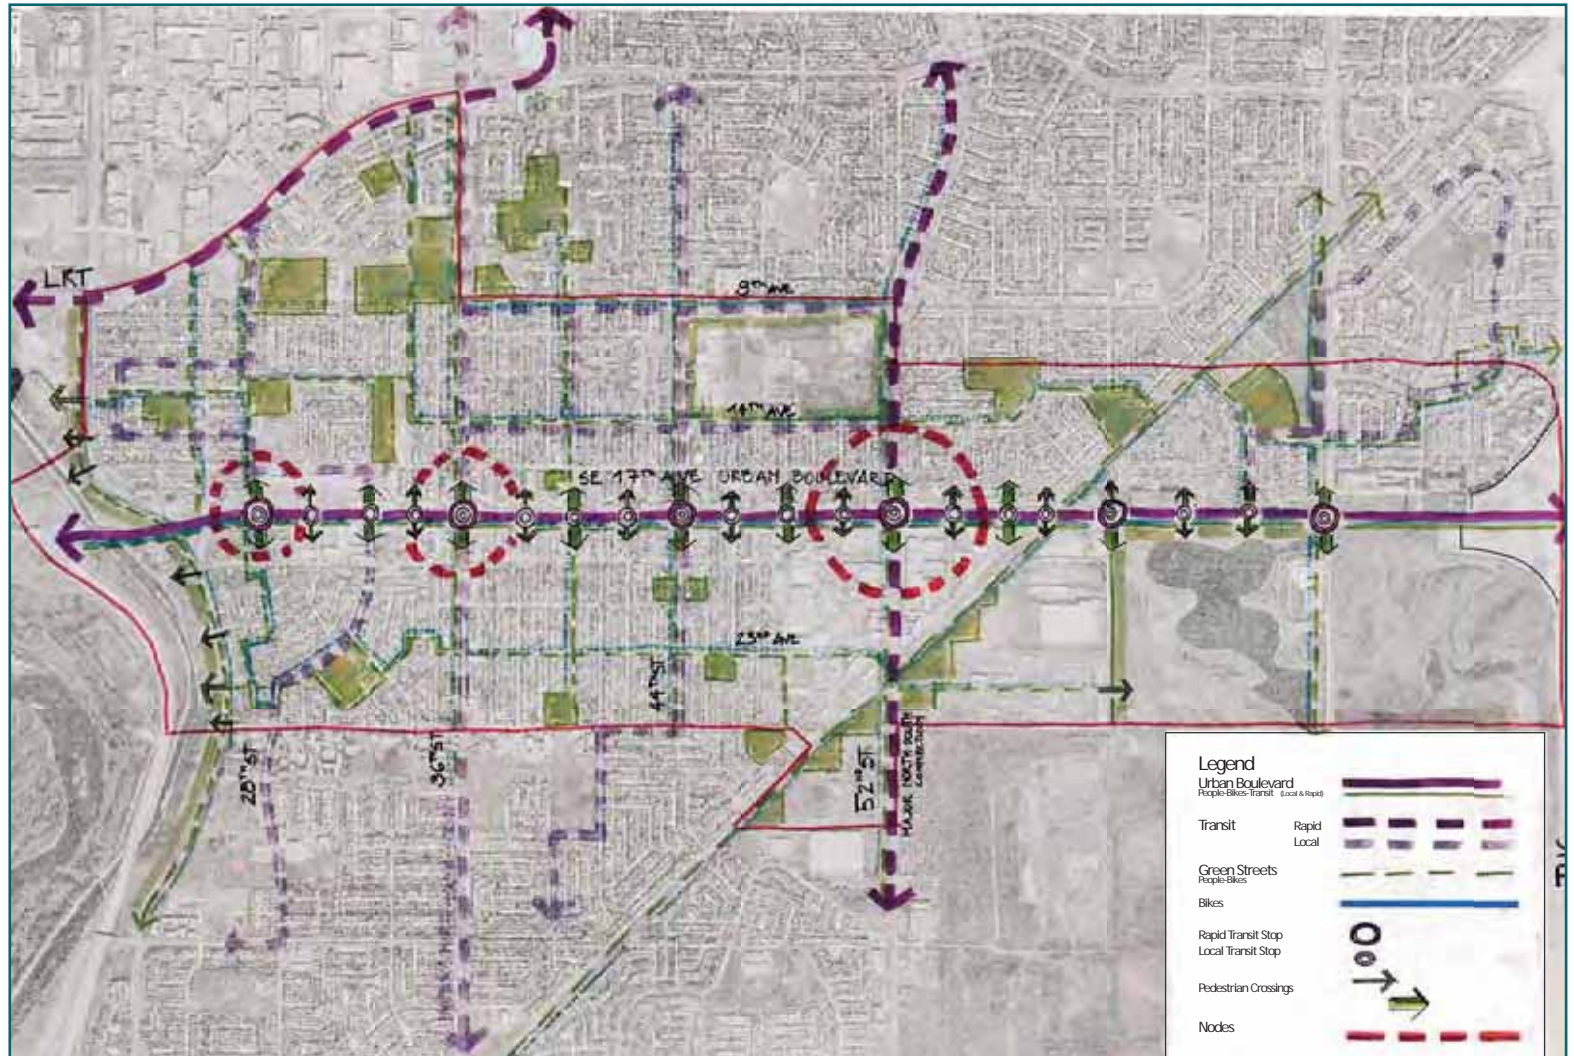 LRT
9TH AVE
14TH AVE
SE 17TH AVE URBAN BOULEVARD
23RD AVE
44TH ST
28TH ST
36TH ST
52ND ST
MAJOR NORTH SOUTH
Legend
Urban Boulevard
People-Bikes-Transit (Local & Rapid)
Transit Rapid
Local
Green Streets
People-Bikes
Bikes
Rapid Transit Stop
Local Transit Stop
Pedestrian Crossings
Nodes